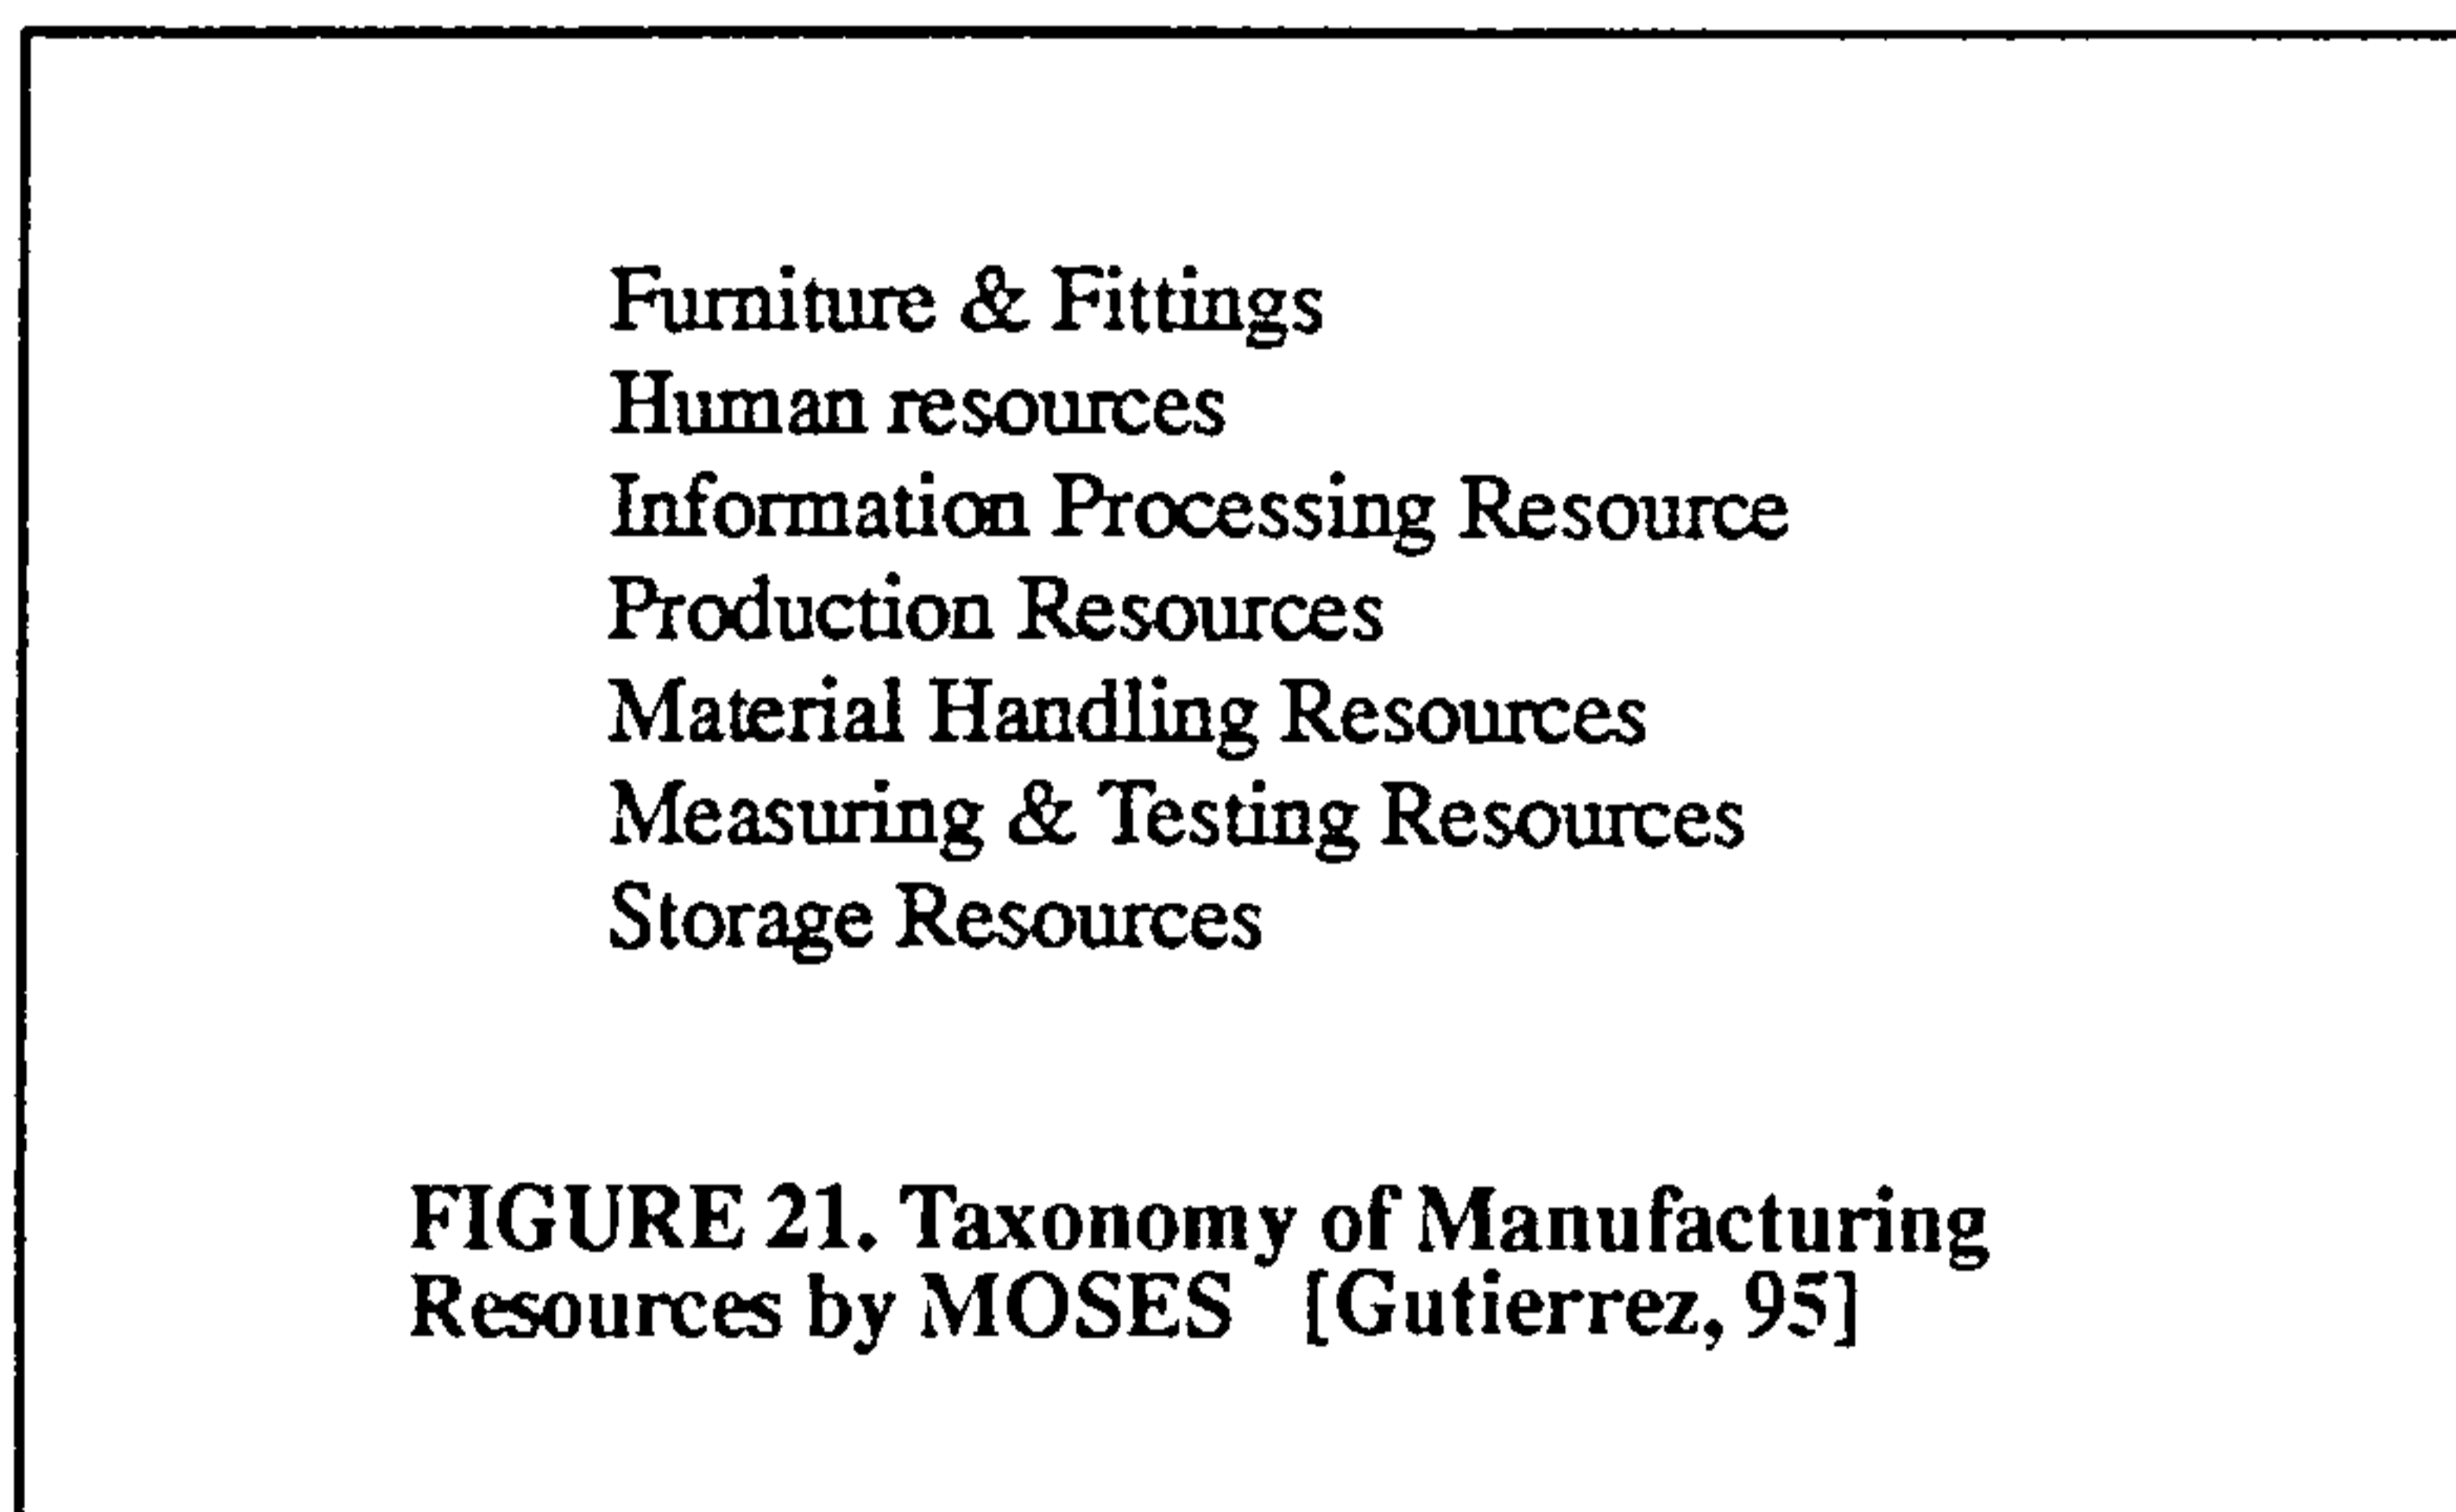 Furniture & Fittings
Human resources
Information Processing Resource
Production Resources
Material Handling Resources
Measuring & Testing Resources
Storage Resources
FIGURE 21. Taxonomy of Manufacturing
Resources by MOSES [Gutierrez, 95]